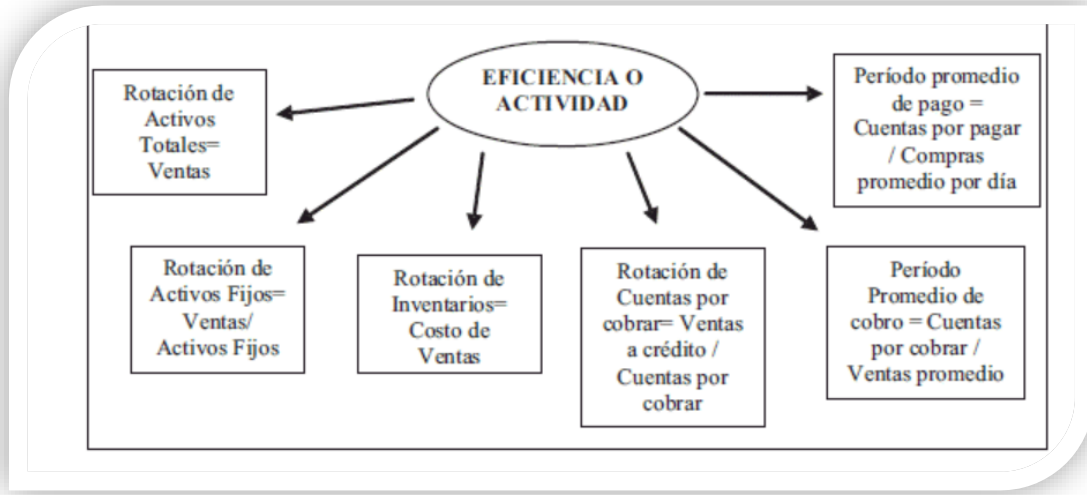 EFICIENCIA O
ACTIVIDAD
Rotación de
Activos
Totales=
Ventas
Período promedio
de pago =
Cuentas por pagar
/ Compras
promedio por día
Rotación de
Activos Fijos=
Ventas/
Activos Fijos
Rotación de
Inventarios=
Costo de
Ventas
Rotación de
Cuentas por
cobrar= Ventas
a crédito /
Cuentas por
cobrar
Período
Promedio de
cobro = Cuentas
por cobrar /
Ventas promedio